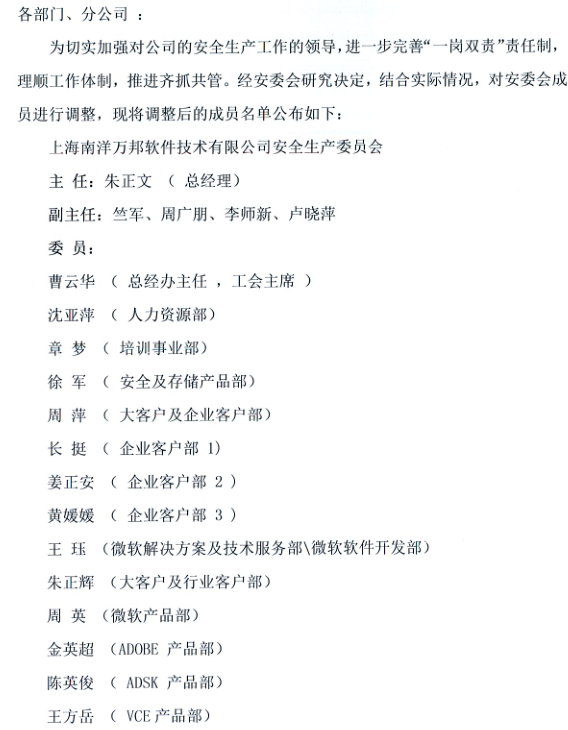 各部门、分公司 ：
为切实加强对公司的安全生产工作的领导,进一步完善“一岗双责”责任制,
理顺工作体制，推进齐抓共管。经安委会研究决定，结合实际情况，对安委会成
员进行调整，现将调整后的成员名单公布如下：
上海南洋万邦软件技术有限公司安全生产委员会
主 任：朱正文 （ 总经理）
副主任：竺军、周广朋、李师新、卢晓萍
委 员：
曹云华 （ 总经办主任 ，工会主席 ）
沈亚萍 （ 人力资源部）
章 梦 （ 培训事业部）
徐 军 （ 安全及存储产品部）
周 萍 （ 大客户及企业客户部）
长 挺 （ 企业客户部 1)
姜正安 （ 企业客户部 2 )
黄媛媛 （ 企业客户部 3 )
王 珏 （微软解决方案及技术服务部\微软软件开发部）
朱正辉 （大客户及行业客户部）
周 英 （微软产品部）
金英超 （ADOBE 产品部）
陈英俊 （ ADSK 产品部）
王方岳 （ VCE 产品部）